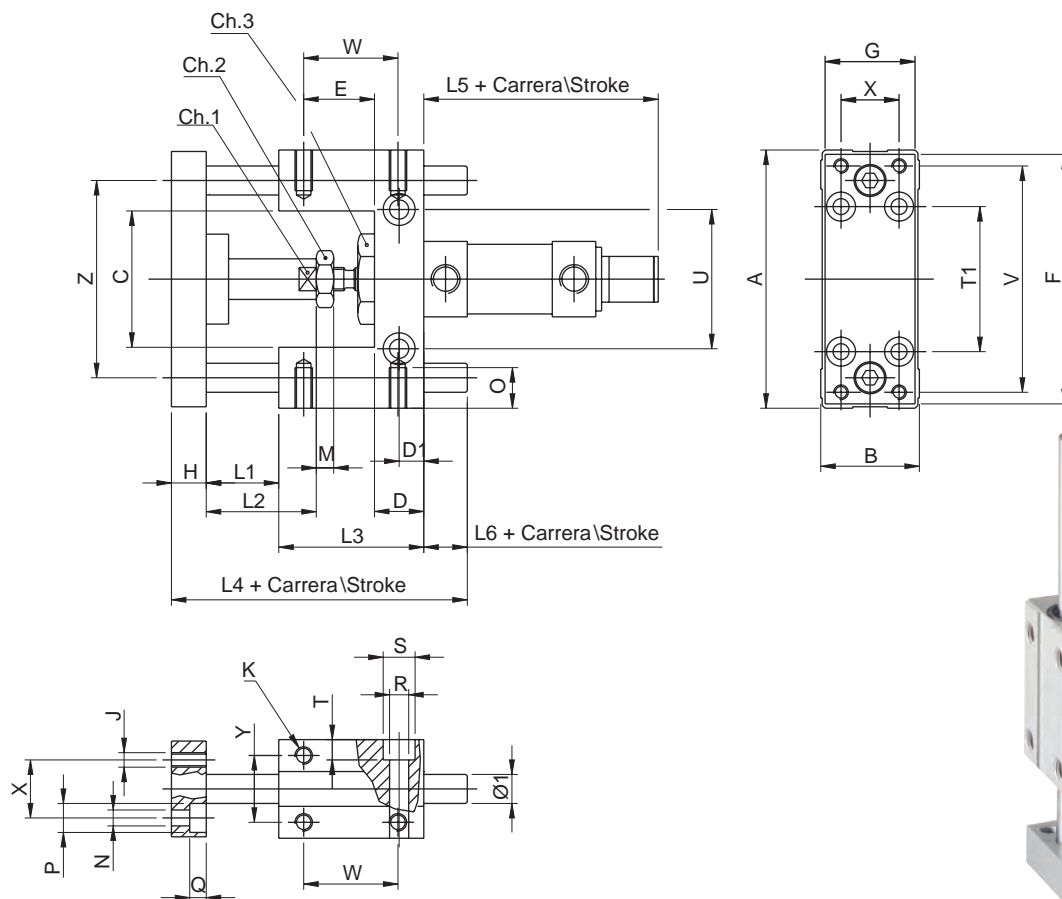 Ch.3
W
G
Ch.2
E
L5 + Carrera\Stroke
X
Ch.1
Z
C
U
A
T1
V
F
O
M
D1
B
H
L1
L2
D
L3
L6 + Carrera\Stroke
L4 + Carrera\Stroke
S
K
R
J
T
Y
X
Ø1
P
N
W
Q